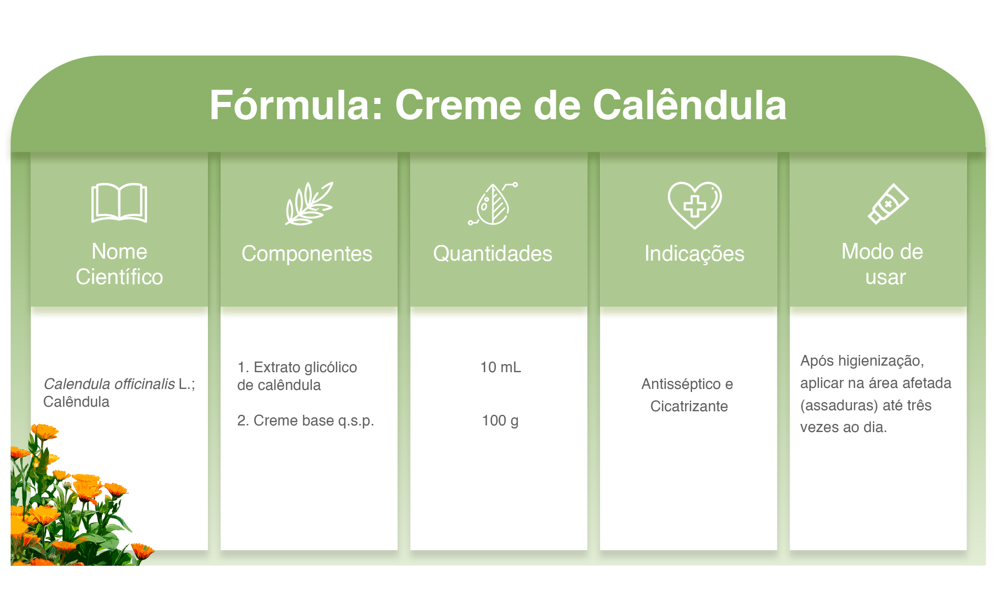 Fórmula: Creme de Calêndula
Nome
Científico
Calendula officinalis L.;
Calêndula
Componentes
1. Extrato glicólico
de calêndula
2. Creme base q.s.p.
Quantidades
10 mL
100 g
Indicações
Antisséptico e
Cicatrizante
Modo de
usar
Após higienização,
aplicar na área afetada
(assaduras) até três
vezes ao dia.